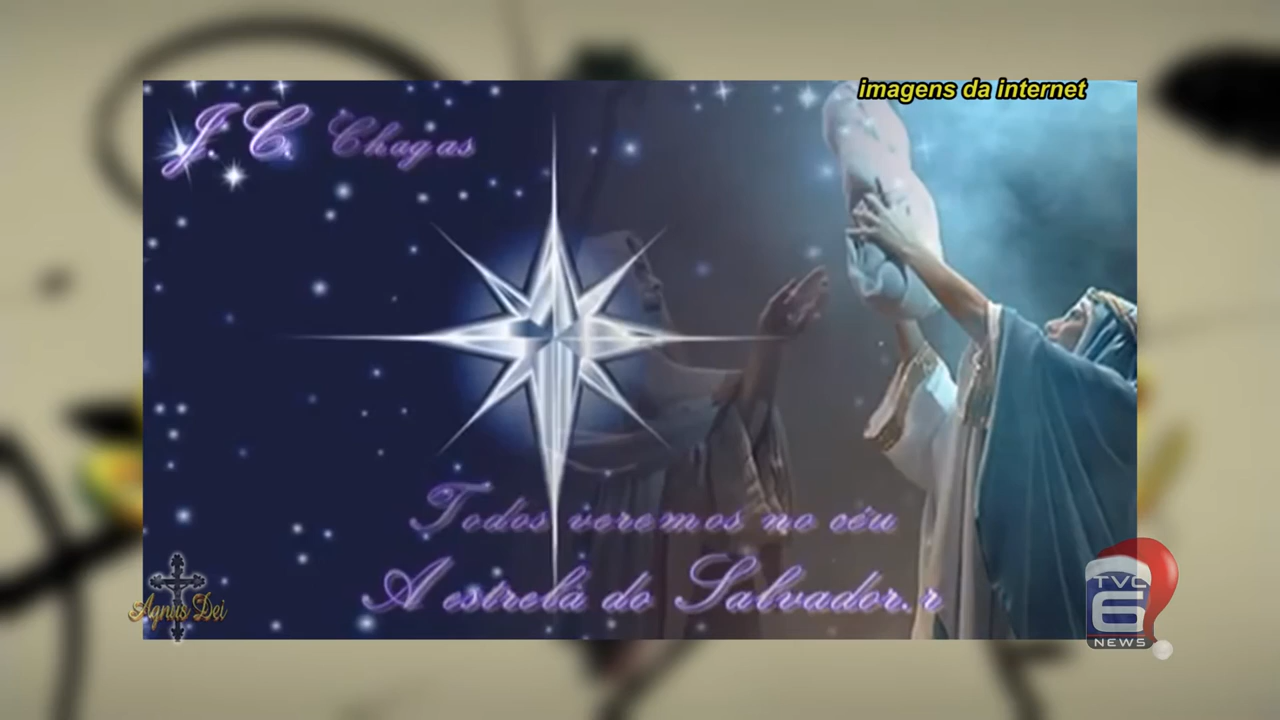 imagens da internet
J. C. Chagas
Todos veremos no céu
A estrela do Salvador.r
Agnus Dei
TVC
6
NEWS